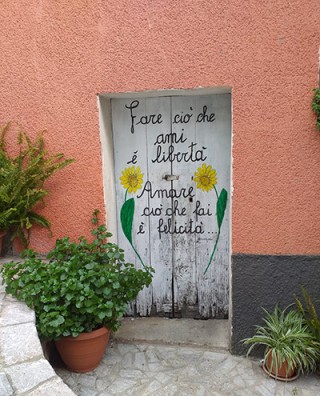 Fare ciò che
ami
é libertà
Amare
ciò che fai
é felicità...